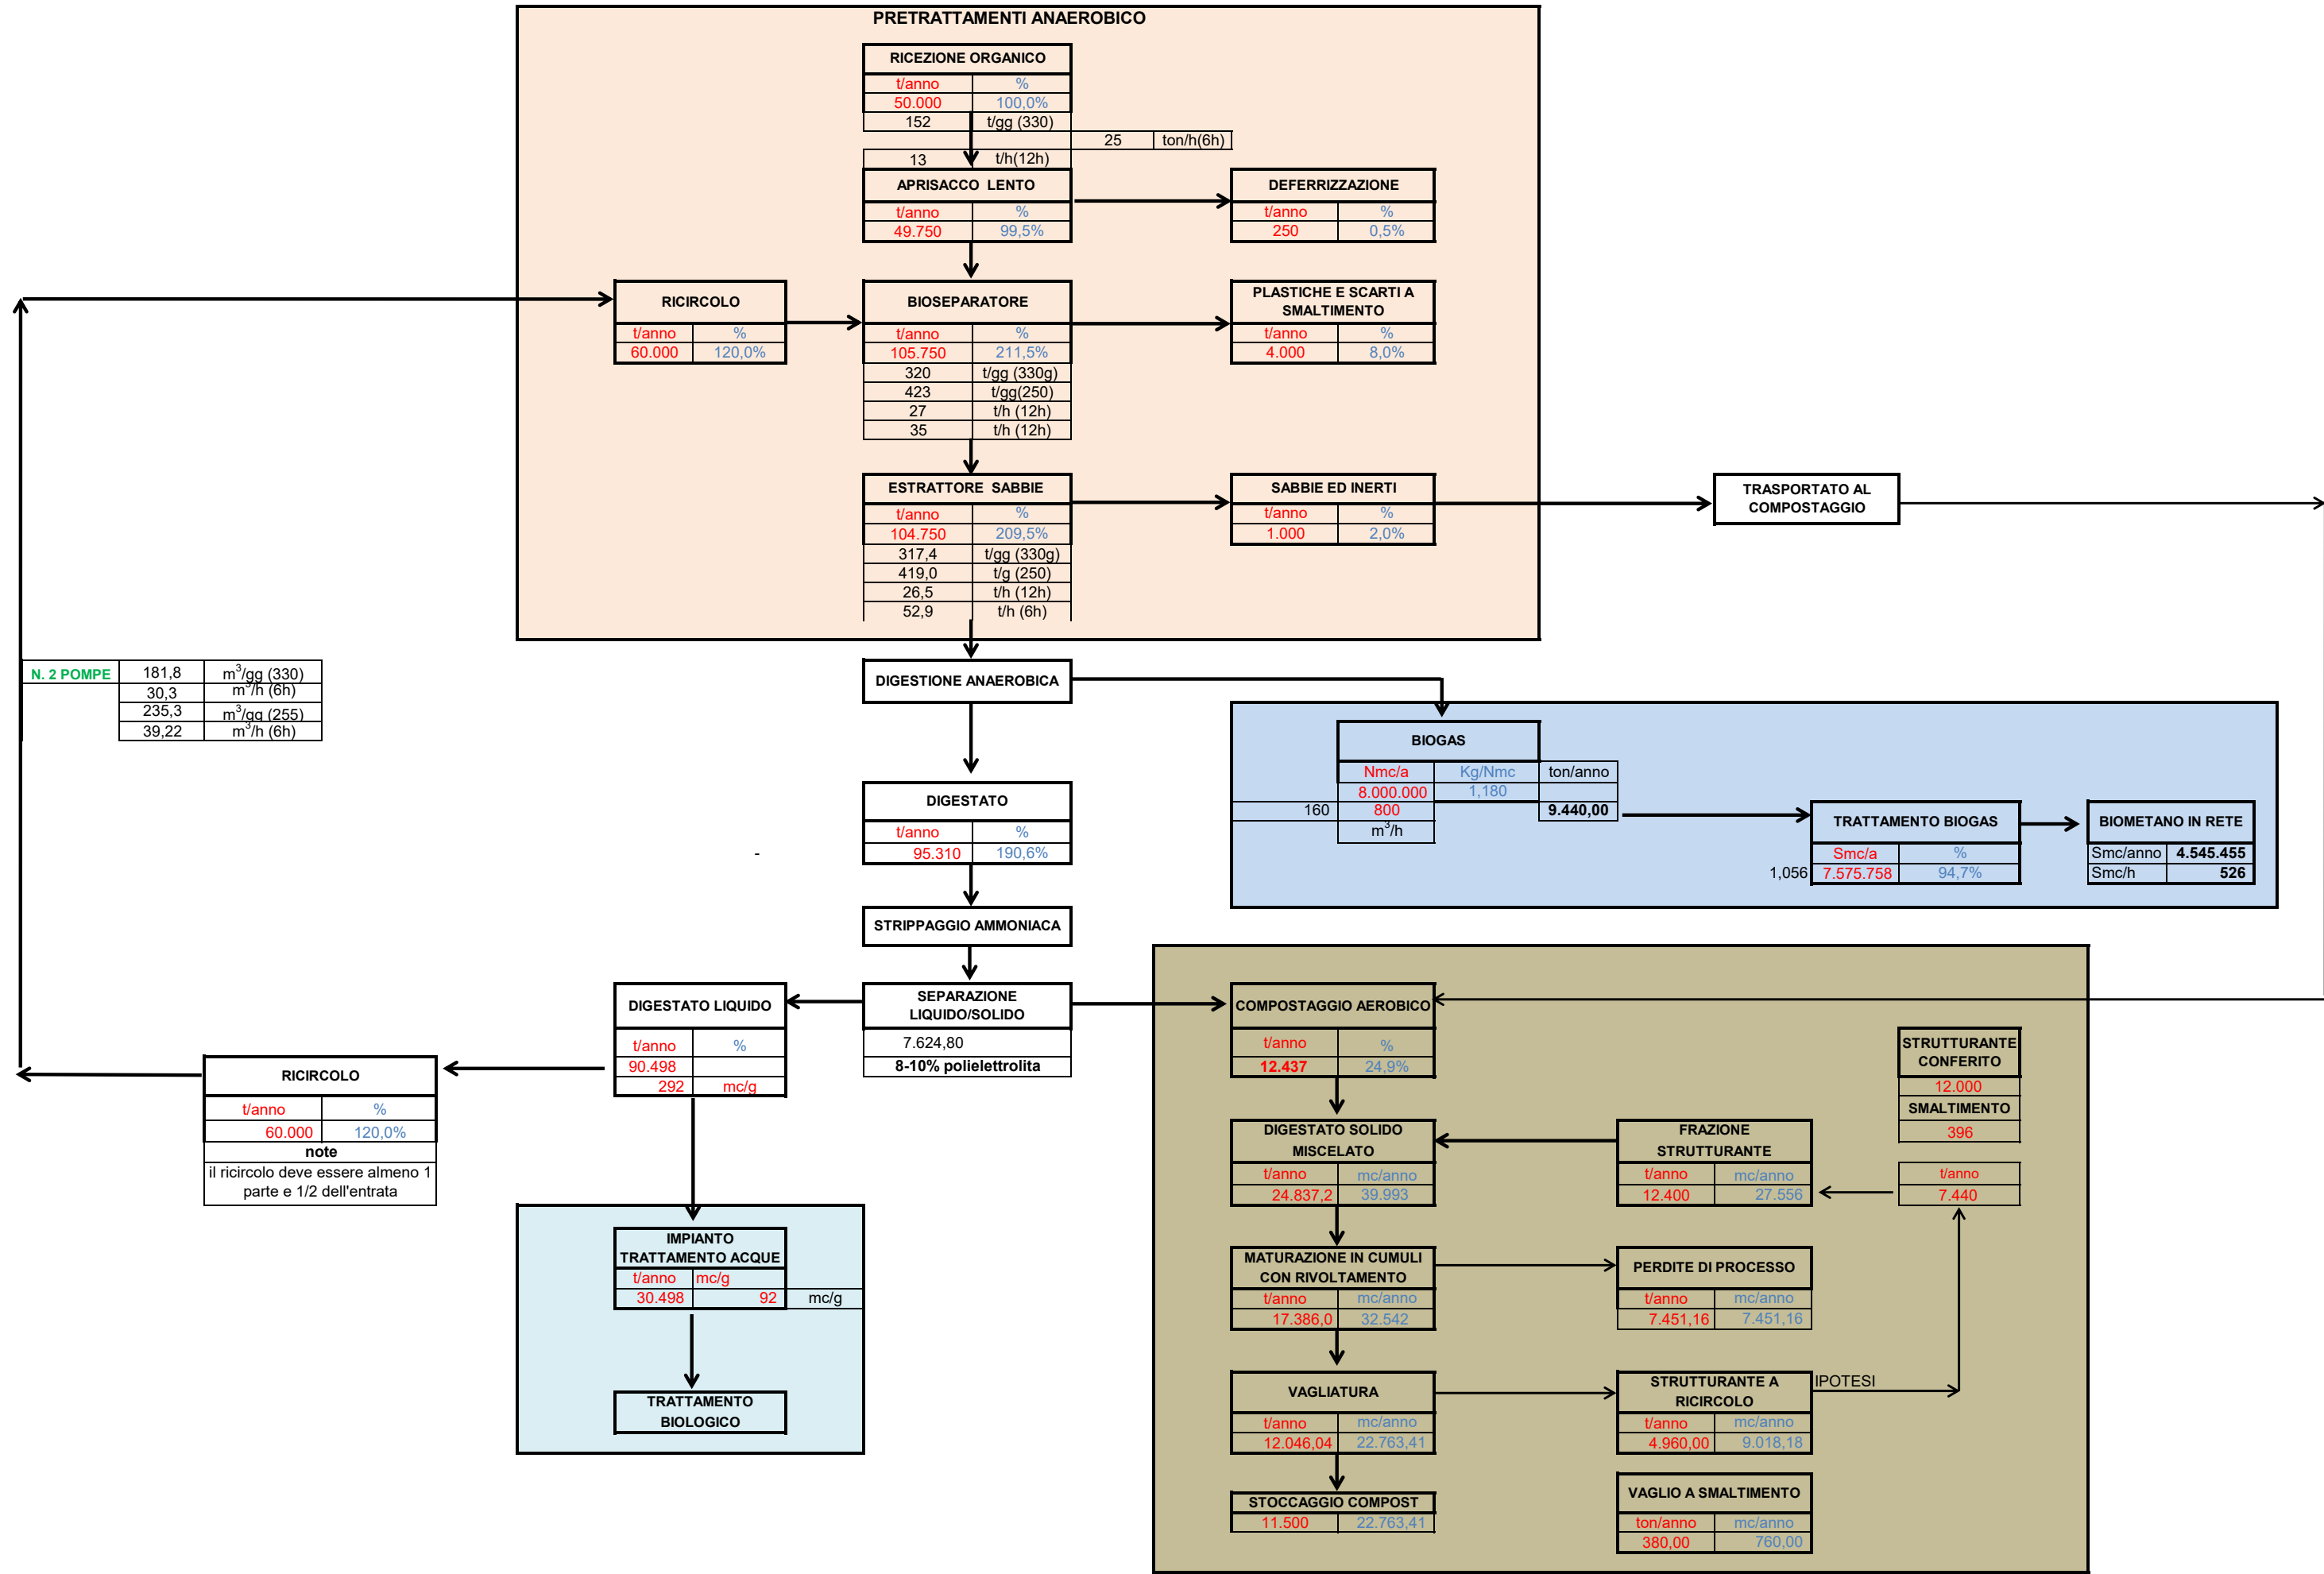 PRETRATTAMENTI ANAEROBICO
RICEZIONE ORGANICO
t/anno %
50.000 100,0%
152 t/gg (330)
25 ton/h(6h)
13 t/h(12h)
APRISACCO LENTO
t/anno %
49.750 99,5%
DEFERRIZZAZIONE
t/anno %
250 0,5%
RICIRCOLO
t/anno %
60.000 120,0%
BIOSEPARATORE
t/anno %
105.750 211,5%
320 t/gg (330g)
423 t/gg(250)
27 t/h (12h)
35 t/h (12h)
PLASTICHE E SCARTI A
SMALTIMENTO
t/anno %
4.000 8,0%
ESTRATTORE SABBIE
t/anno %
104.750 209,5%
317,4 t/gg (330g)
419,0 t/g (250)
26,5 t/h (12h)
52,9 t/h (6h)
SABBIE ED INERTI
t/anno %
1.000 2,0%
TRASPORTATO AL
COMPOSTAGGIO
N. 2 POMPE 181,8 m³/gg (330)
30,3 m³/h (6h)
235,3 m³/gg (255)
39,22 m³/h (6h)
DIGESTIONE ANAEROBICA
BIOGAS
Nmc/a Kg/Nmc ton/anno
8.000.000 1,180
160 800 9.440,00
m³/h
TRATTAMENTO BIOGAS
Smc/a %
1,056 7.575.758 94,7%
BIOMETANO IN RETE
Smc/anno 4.545.455
Smc/h 526
DIGESTATO
t/anno %
- 95.310 190,6%
STRIPPAGGIO AMMONIACA
SEPARAZIONE
LIQUIDO/SOLIDO
7.624,80
8-10% polielettrolita
DIGESTATO LIQUIDO
t/anno %
90.498
292 mc/g
RICIRCOLO
t/anno %
60.000 120,0%
note
il ricircolo deve essere almeno 1
parte e 1/2 dell'entrata
IMPIANTO
TRATTAMENTO ACQUE
t/anno mc/g
30.498 92 mc/g
TRATTAMENTO
BIOLOGICO
COMPOSTAGGIO AEROBICO
t/anno %
12.437 24,9%
STRUTTURANTE
CONFERITO
12.000
SMALTIMENTO
396
t/anno
7.440
DIGESTATO SOLIDO
MISCELATO
t/anno mc/anno
24.837,2 39.993
FRAZIONE
STRUTTURANTE
t/anno mc/anno
12.400 27.556
MATURAZIONE IN CUMULI
CON RIVOLTAMENTO
t/anno mc/anno
17.386,0 32.542
PERDITE DI PROCESSO
t/anno mc/anno
7.451,16 7.451,16
VAGLIATURA
t/anno mc/anno
12.046,04 22.763,41
STRUTTURANTE A
RICIRCOLO
t/anno mc/anno
4.960,00 9.018,18
IPOTESI
STOCCAGGIO COMPOST
11.500 22.763,41
VAGLIO A SMALTIMENTO
ton/anno mc/anno
380,00 760,00